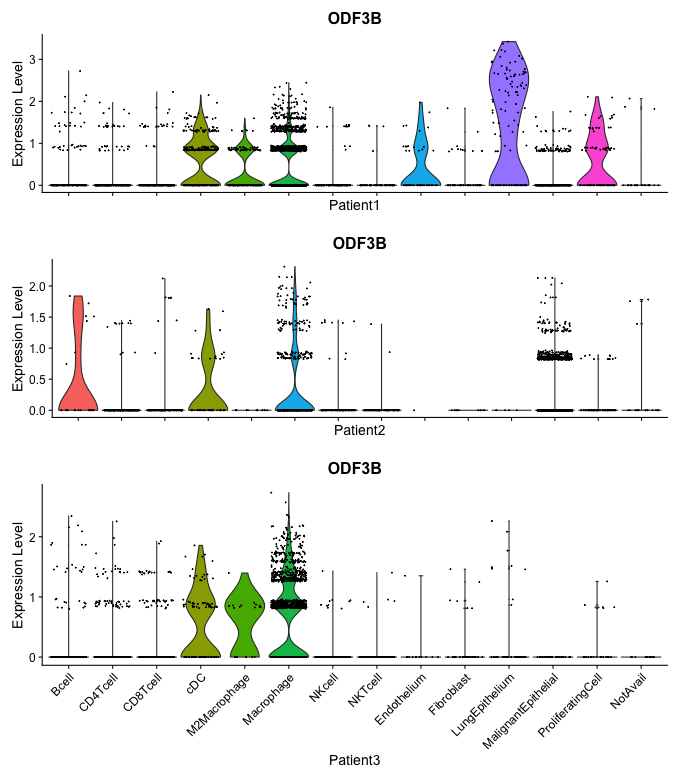 ODF3B
Expression Level
3
2
1
0
Patient1
ODF3B
Expression Level
2.0
1.5
1.0
0.5
0.0
Patient2
ODF3B
Expression Level
2
1
0
Bcell
CD4Tcell
CD8Tcell
cDC
M2Macrophage
Macrophage
NKcell
NKTcell
Endothelium
Fibroblast
LungEpithelium
MalignantEpithelial
ProliferatingCell
NotAvail
Patient3